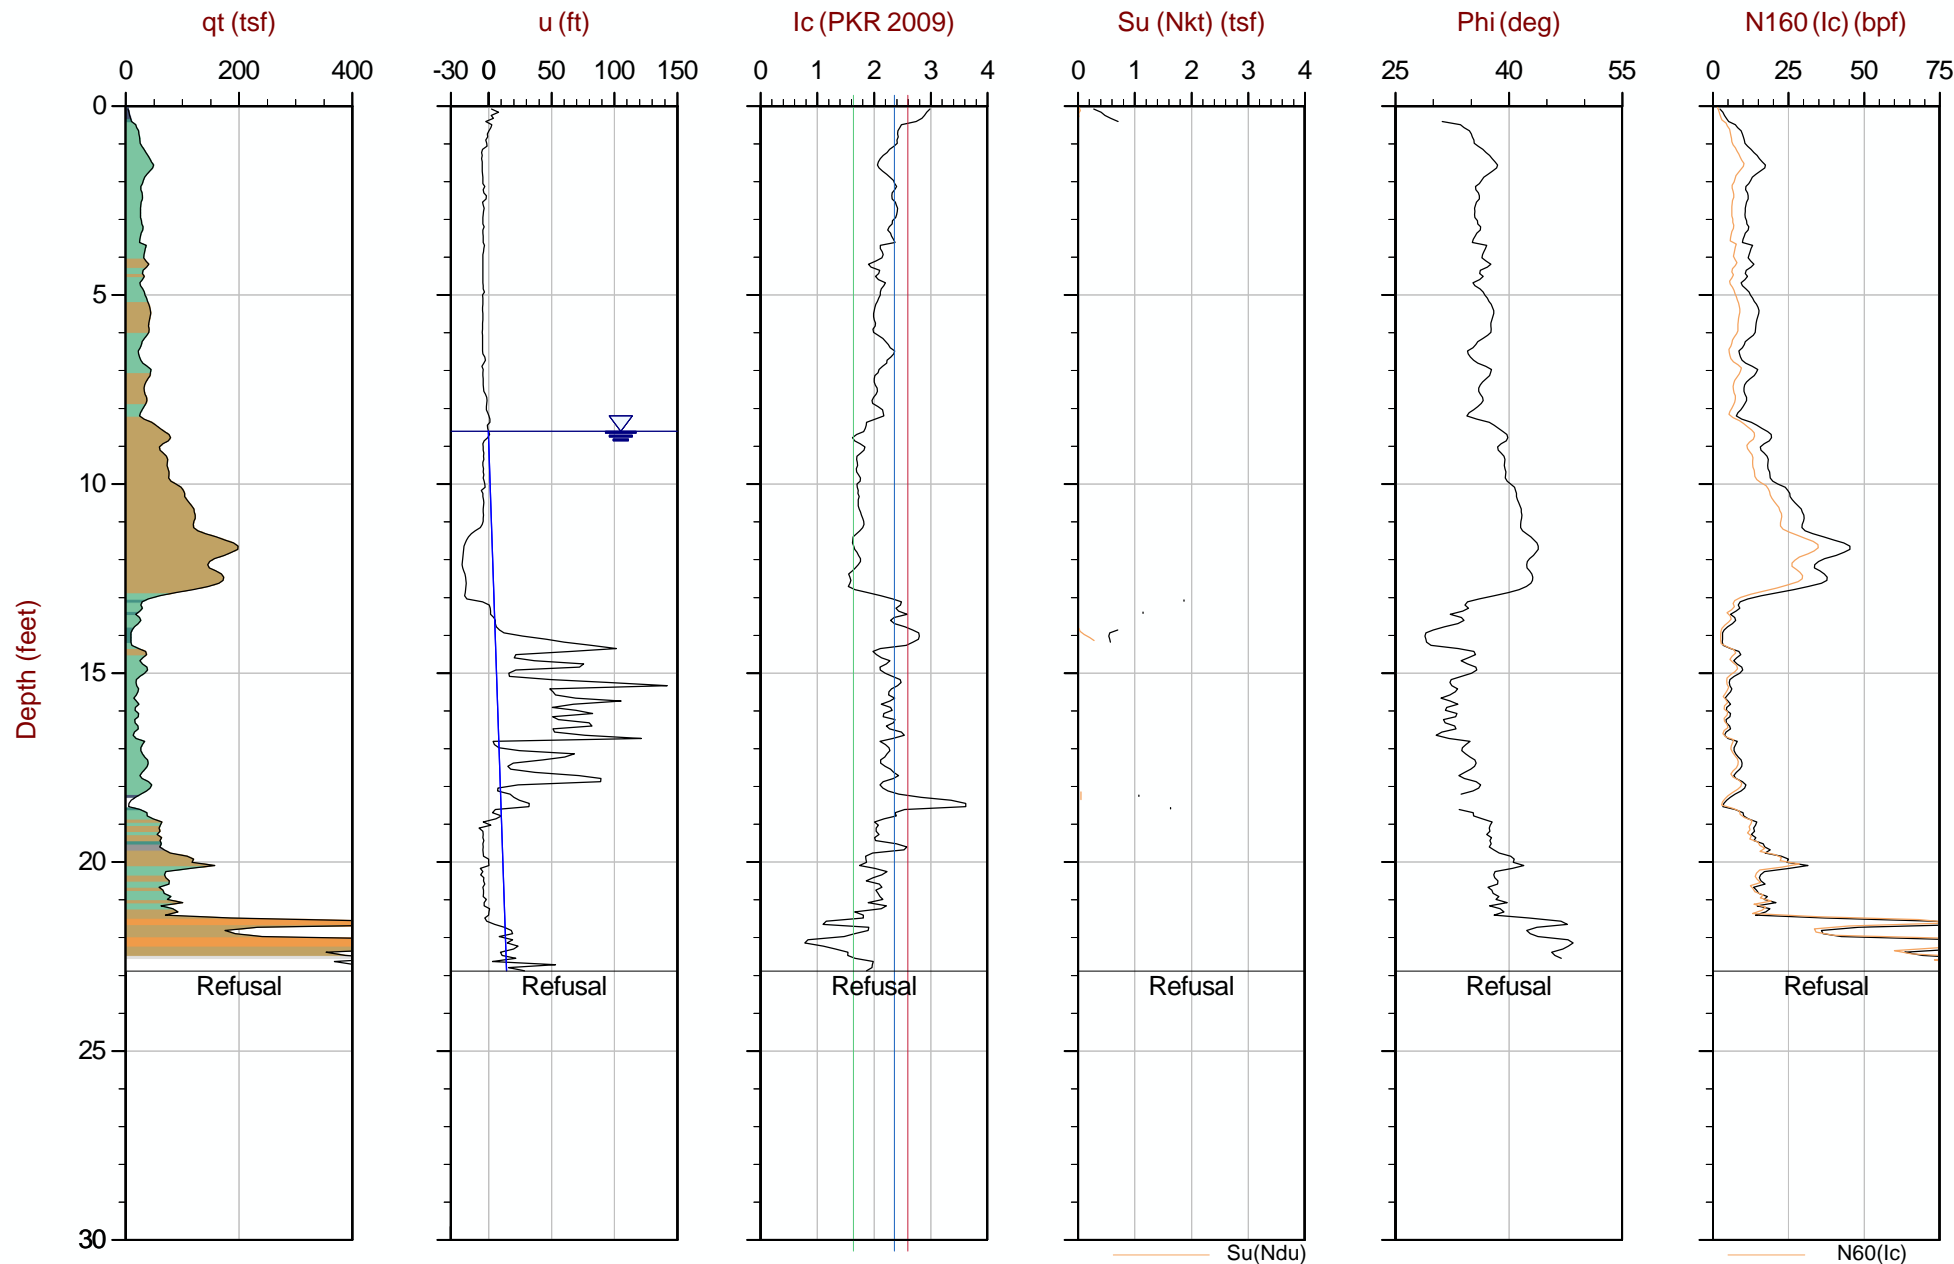 qt (tsf) u (ft) Ic (PKR 2009) Su (Nkt) (tsf) Phi (deg) N160 (Ic) (bpf)
0 200 400 -30 0 50 100 150 0 1 2 3 4 0 1 2 3 4 25 40 55 0 25 50 75
0
5
10
Depth (feet)
15
20
Refusal Refusal Refusal Refusal Refusal Refusal
25
30
Su(Ndu) N60(Ic)